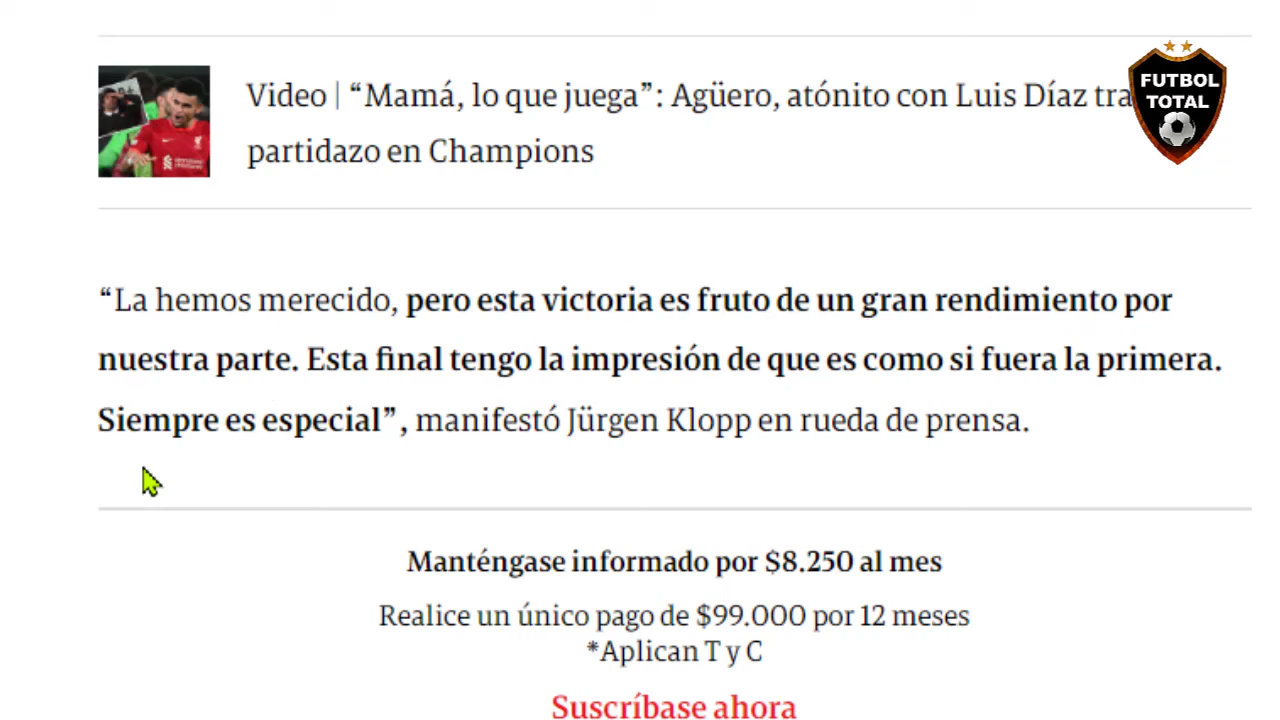 Video | “Mamá, lo que juega”: Agüero, atónito con Luis Díaz tra
partidazo en Champions
FUTBOL
TOTAL
“La hemos merecido, pero esta victoria es fruto de un gran rendimiento por
nuestra parte. Esta final tengo la impresión de que es como si fuera la primera.
Siempre es especial”, manifestó Jürgen Klopp en rueda de prensa.
Manténgase informado por $8.250 al mes
Realice un único pago de $99.000 por 12 meses
*Aplican T y C
Suscríbase ahora